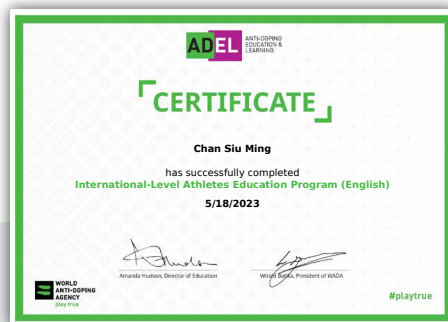 ADEL
ANTI-DOPING
EDUCATION &
LEARNING
CERTIFICATE
Chan Siu Ming
has successfully completed
International-Level Athletes Education Program (English)
5/18/2023
Amanda Hudson, Director of Education
Witold Bańka, President of WADA
WORLD
ANTI-DOPING
AGENCY
play true
#playtrue